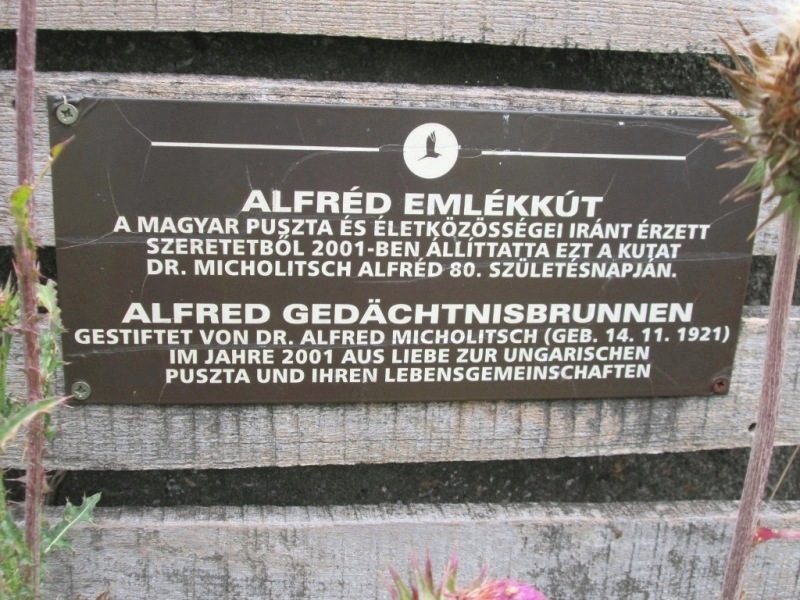 ALFRÉD EMLÉKKÚT
A MAGYAR PUSZTA ÉS ÉLETKÖZÖSSÉGEI IRÁNT ÉRZETT
SZERETETBŐL 2001-BEN ÁLLÍTTATTA EZT A KUTAT
DR. MICHOLITSCH ALFRÉD 80. SZÜLETÉSNAPJÁN.
ALFRED GEDÄCHTNISBRUNNEN
GESTIFTET VON DR. ALFRED MICHOLITSCH (GEB. 14. 11. 1921)
IM JAHRE 2001 AUS LIEBE ZUR UNGARISCHEN
PUSZTA UND IHREN LEBENSGEMEINSCHAFTEN